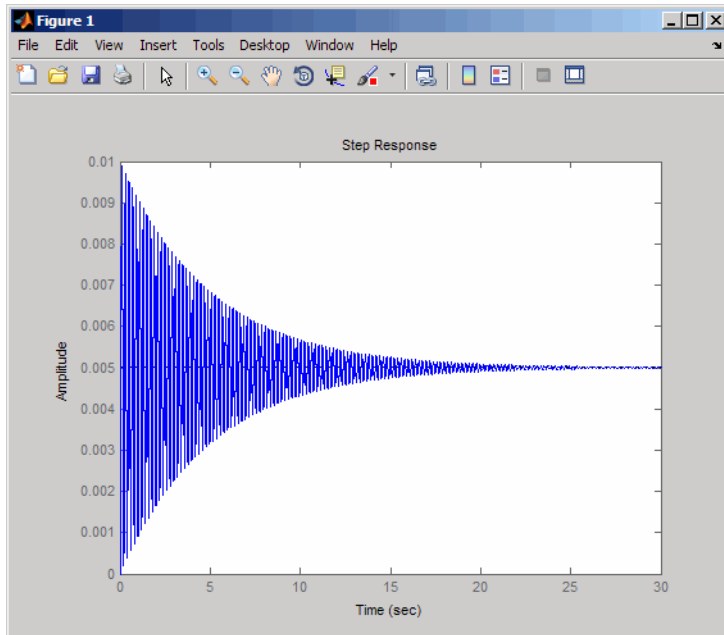 Figure 1
File Edit View Insert Tools Desktop Window Help
Step Response
0.01
0.009
0.008
0.007
0.006
0.005
0.004
0.003
0.002
0.001
0
Amplitude
0 5 10 15 20 25 30
Time (sec)